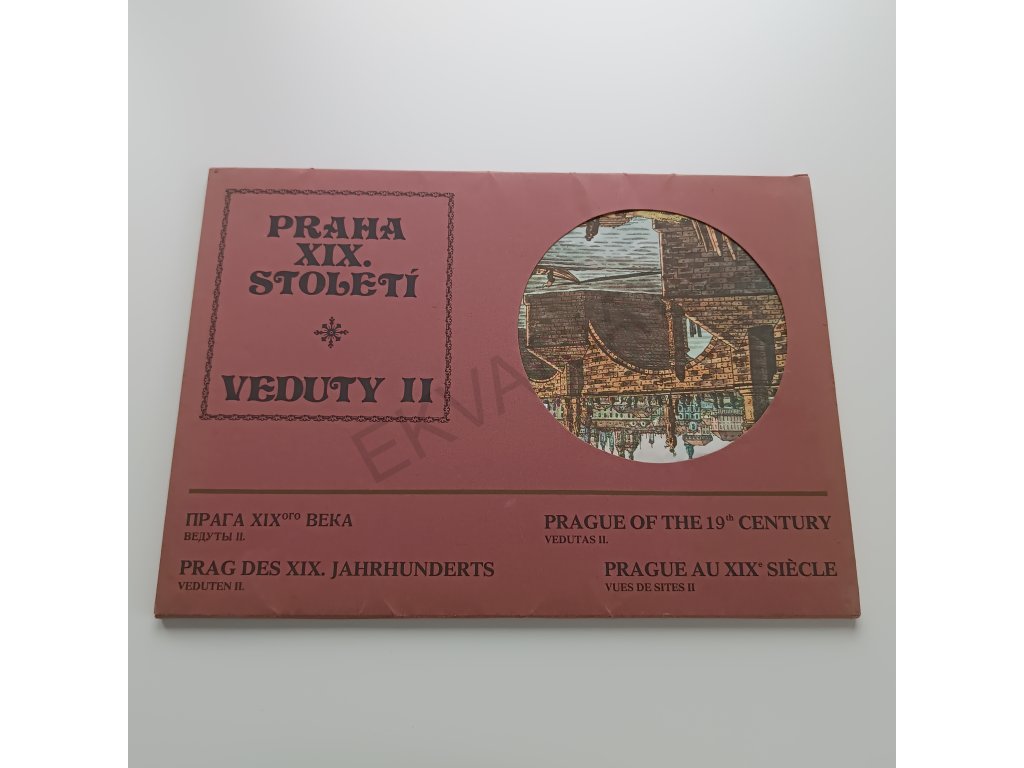 PRAHA
XIX.
STOLETÍ
VEDUTY II
ПРАГА XIXого ВЕКА
ВЕДУТЫ II.
PRAG DES XIX. JAHRHUNDERTS
VEDUTEN II.
PRAGUE OF THE 19th CENTURY
VEDUTAS II.
PRAGUE AU XIXe SIÈCLE
VUES DE SITES II